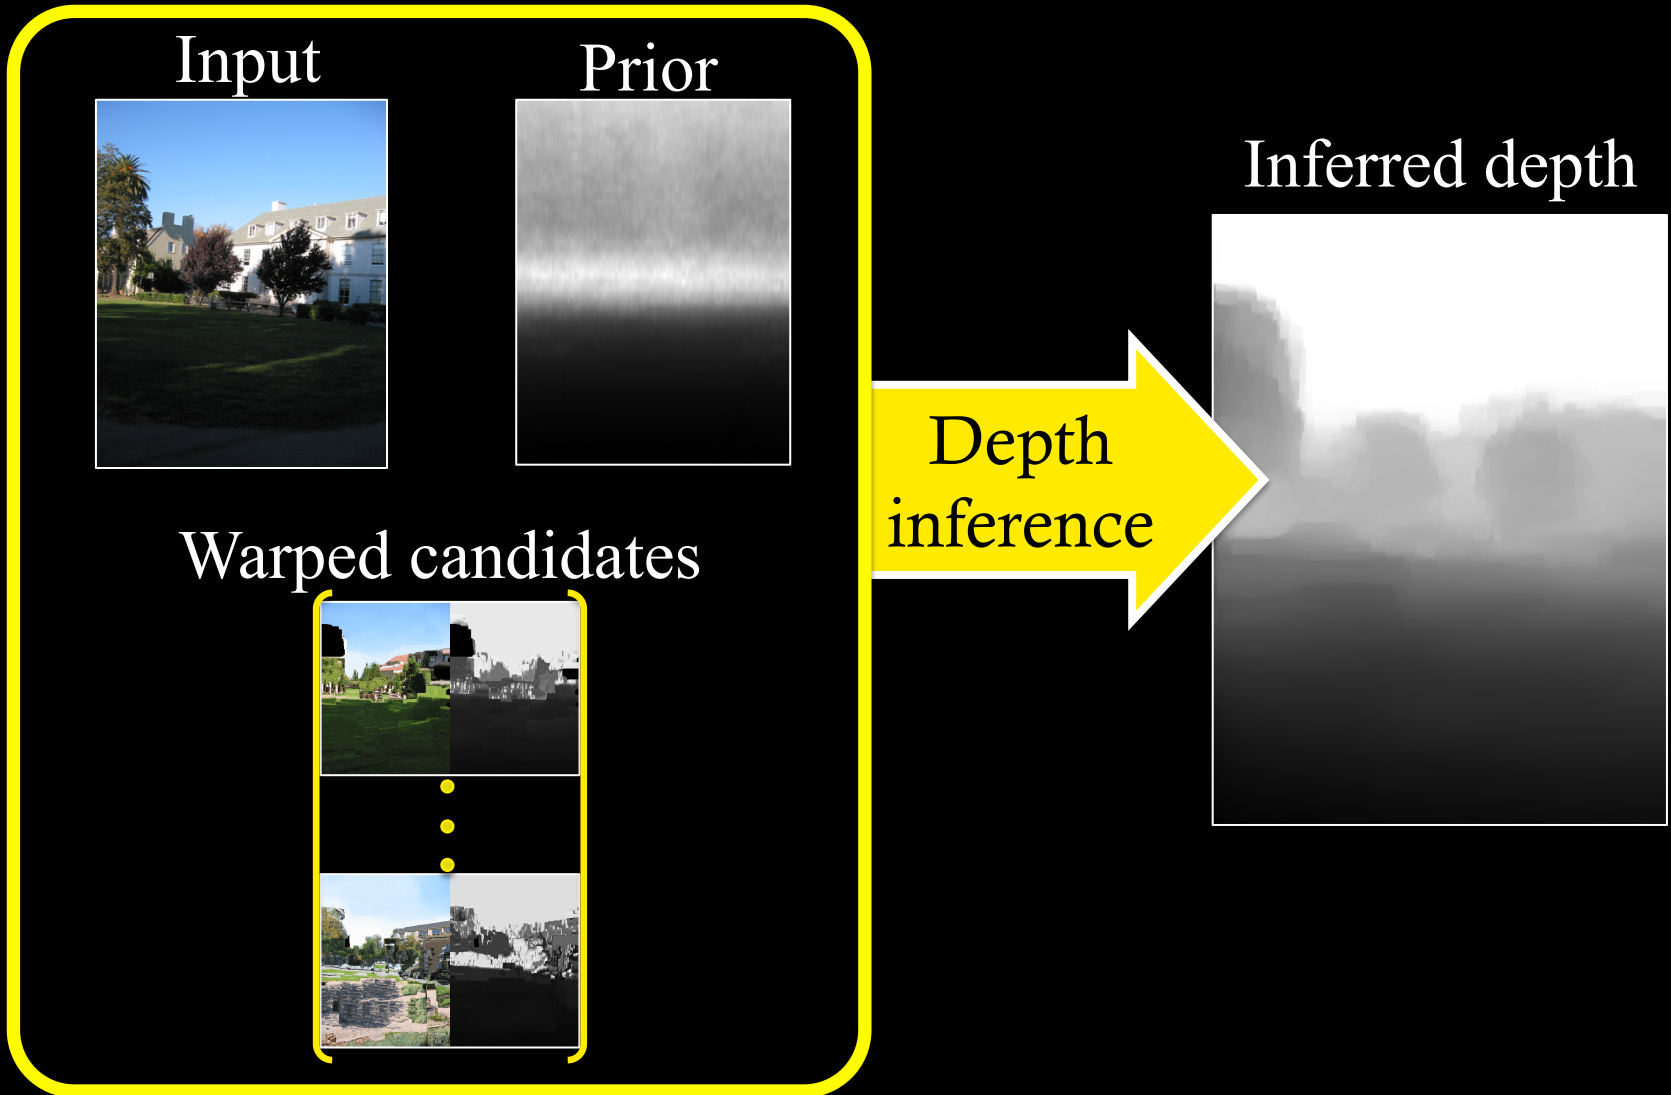 Input
Prior
Warped candidates
Depth
inference
Inferred depth